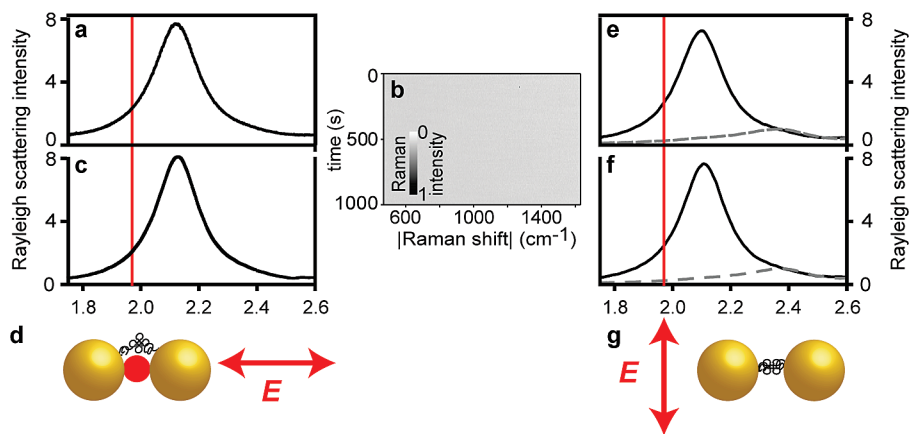 8
4
0
a
Rayleigh scattering intensity
8
4
0
c
1.8 2.0 2.2 2.4 2.6
0
500
1000
time (s)
b
0
1
Raman
intensity
600 1000 1400
|Raman shift| (cm-1)
e
8
4
0
f
8
4
0
Rayleigh scattering intensity
1.8 2.0 2.2 2.4 2.6
d
E
g
E